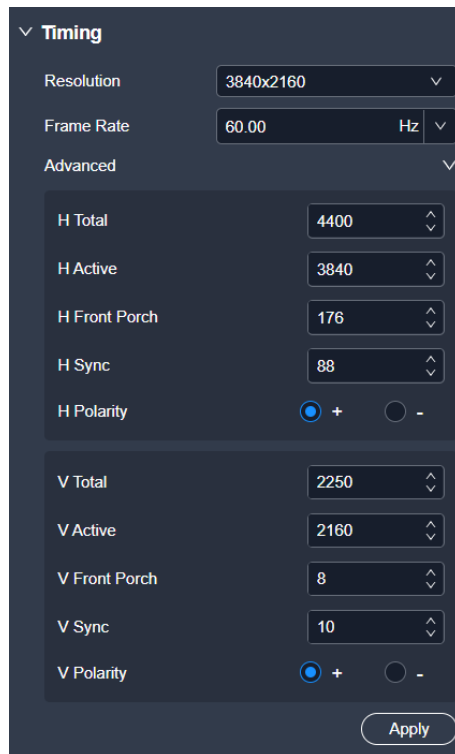 Timing
Resolution 3840x2160
Frame Rate 60.00 Hz
Advanced
H Total 4400
H Active 3840
H Front Porch 176
H Sync 88
H Polarity + -
V Total 2250
V Active 2160
V Front Porch 8
V Sync 10
V Polarity + -
Apply